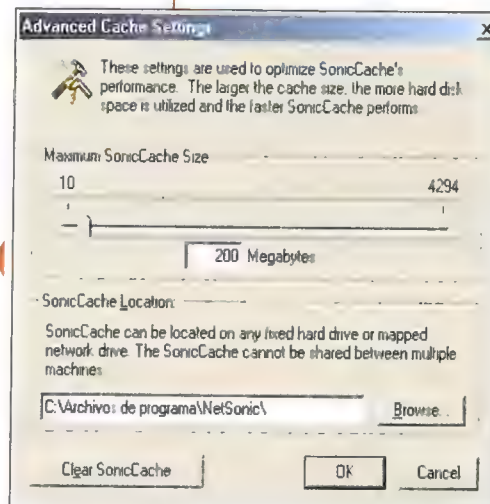 Advanced Cache Settings
These settings are used to optimize SonicCache's
performance. The larger the cache size, the more hard disk
space is utilized and the faster SonicCache performs
Maximum SonicCache Size
10 4294
200 Megabytes
SonicCache Location:
SonicCache can be located on any fixed hard drive or mapped
network drive. The SonicCache cannot be shared between multiple
machines
C:\Archivos de programa\NetSonic\
Browse...
Clear SonicCache OK Cancel